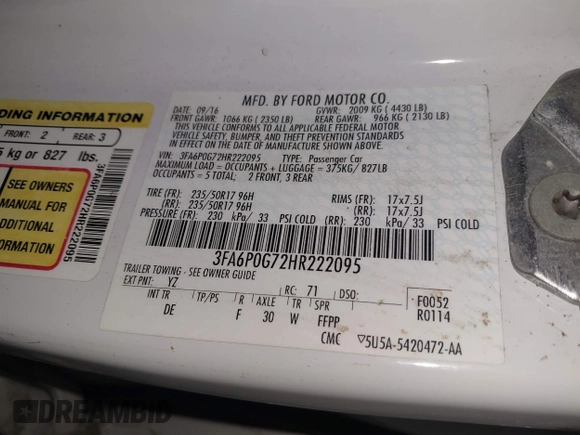 MFD. BY FORD MOTOR CO.
DATE: 09/16 GVWR: 2009 KG ( 4430 LB)
FRONT GAWR: 1066 KG ( 2350 LB) REAR GAWR: 966 KG ( 2130 LB)
THIS VEHICLE CONFORMS TO ALL APPLICABLE FEDERAL MOTOR
VEHICLE SAFETY, BUMPER, AND THEFT PREVENTION STANDARDS IN
EFFECT ON THE DATE OF MANUFACTURE SHOWN ABOVE.
VIN: 3FA6P0G72HR222095 TYPE: Passenger Car
MAXIMUM LOAD = OCCUPANTS + LUGGAGE = 375KG/ 827LB
OCCUPANTS = 5 TOTAL: 2 FRONT, 3 REAR
TIRE (FR): 235/50R17 96H RIMS (FR): 17x7.5J
(RR): 235/50R17 96H (RR): 17x7.5J
PRESSURE (FR): 230 kPa/ 33 PSI COLD (RR): 230 kPa/ 33 PSI COLD
3FA6P0G72HR222095
TRAILER TOWING - SEE OWNER GUIDE
EXT PNT: YZ RC: 71 DSO: F0052
INT TR TP/PS R AXLE TR SPR R0114
DE F 30 W FFPP
CMC ▽5U5A-5420472-AA
DING INFORMATION
FRONT: 2 REAR: 3
5 kg or 827 lbs.
SEE OWNERS
MANUAL FOR
ADDITIONAL
INFORMATION
3FA6P0G72HR222095
DREAMBID